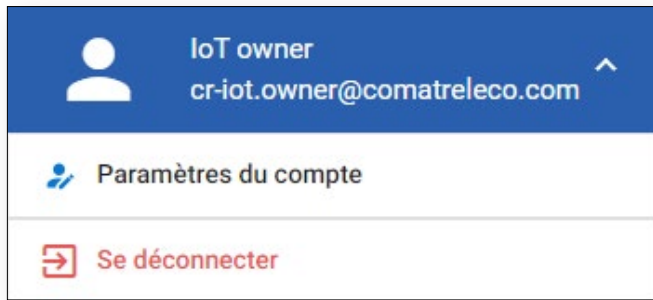 IoT owner
cr-iot.owner@comatreleco.com
Paramètres du compte
Se déconnecter